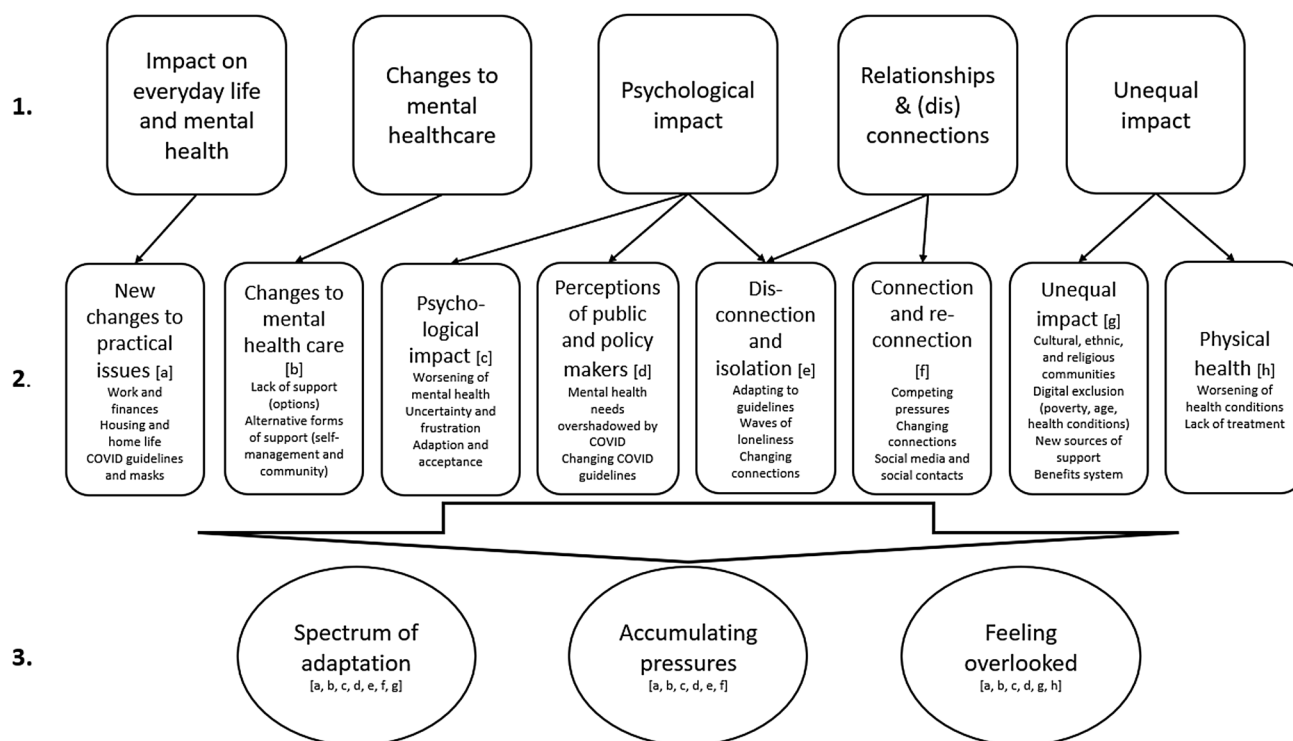 1.
Impact on
everyday life
and mental
health
Changes to
mental
healthcare
Psychological
impact
Relationships
& (dis)
connections
Unequal
impact
2.
New
changes to
practical
issues [a]
Work and
finances
Housing and
home life
COVID guidelines
and masks
Changes to
mental
health care
[b]
Lack of support
(options)
Alternative forms
of support (self-
management and
community)
Psycho-
logical
impact [c]
Worsening of
mental health
Uncertainty and
frustration
Adaption and
acceptance
Perceptions
of public and
policy
makers [d]
Mental health
needs
overshadowed by
COVID
Changing COVID
guidelines
Dis-
connection
and
isolation [e]
Adapting to
guidelines
Waves of
loneliness
Changing
connections
Connection
and re-
connection
[f]
Competing
pressures
Changing
connections
Social media and
social contacts
Unequal
impact [g]
Cultural, ethnic,
and religious
communities
Digital exclusion
(poverty, age,
health conditions)
New sources of
support
Benefits system
Physical
health [h]
Worsening of
health conditions
Lack of treatment
3.
Spectrum of
adaptation
[a, b, c, d, e, f, g]
Accumulating
pressures
[a, b, c, d, e, f]
Feeling
overlooked
[a, b, c, d, g, h]